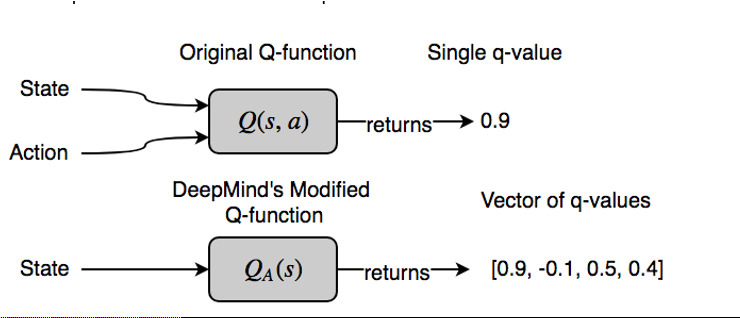 Original Q-function
Single q-value
State
Q(s, a)
returns
0.9
Action
DeepMind's Modified
Q-function
Vector of q-values
State
Q_A(s)
returns
[0.9, -0.1, 0.5, 0.4]